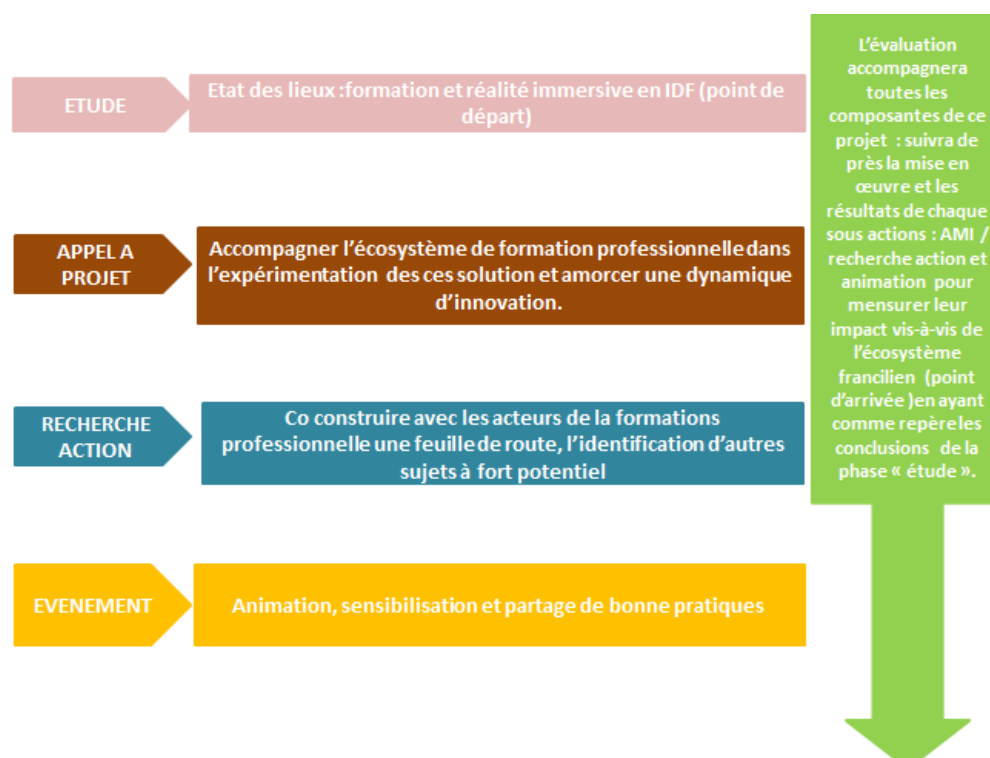 ETUDE
Etat des lieux :formation et réalité immersive en IDF (point de
départ)
APPEL A
PROJET
Accompagner l'écosystème de formation professionnelle dans
l'expérimentation des ces solution et amorcer une dynamique
d'innovation.
RECHERCHE
ACTION
Co construire avec les acteurs de la formations
professionnelle une feuille de route, l'identification d'autres
sujets à fort potentiel
EVENEMENT
Animation, sensibilisation et partage de bonne pratiques
L'évaluation
accompagnera
toutes les
composantes de ce
projet : suivra de
près la mise en
œuvre et les
résultats de chaque
sous actions : AMI /
recherche action et
animation pour
mensurer leur
impact vis-à-vis de
l'écosystème
francilien (point
d'arrivée )en ayant
comme repère les
conclusions de la
phase « étude ».